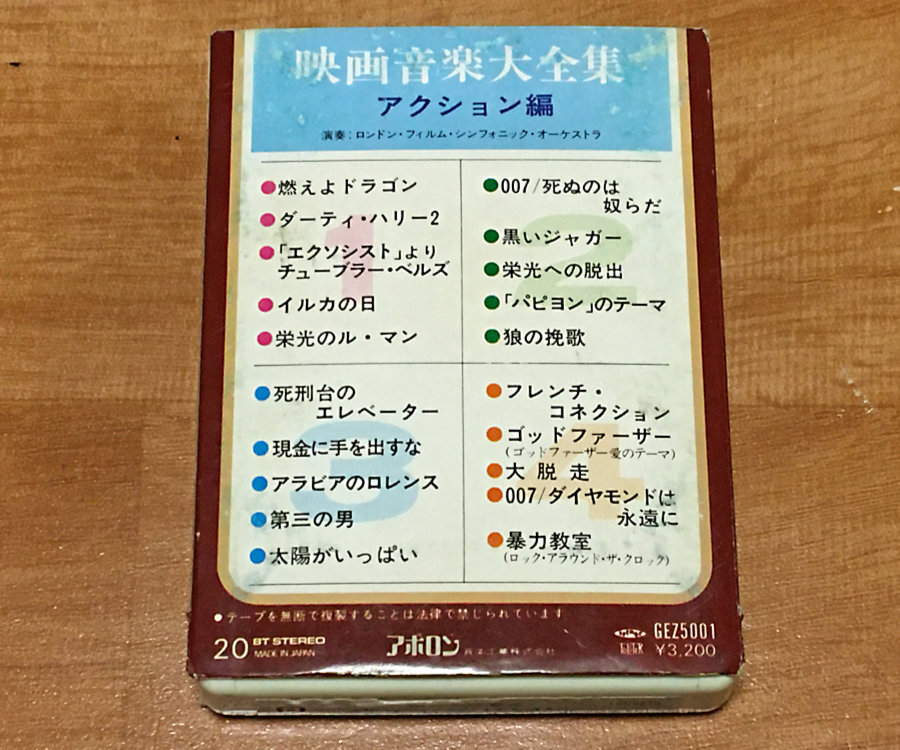 映画音楽大全集
アクション編
演奏:ロンドン・フィルム・シンフォニック・オーケストラ
1
●燃えよドラゴン
●ダーティ・ハリー2
●「エクソシスト」より
チューブラー・ベルズ
●イルカの日
●栄光のル・マン
2
●007/死ぬのは
奴らだ
●黒いジャガー
●栄光への脱出
●「パピヨン」のテーマ
●狼の挽歌
3
●死刑台の
エレベーター
●現金に手を出すな
●アラビアのロレンス
●第三の男
●太陽がいっぱい
4
●フレンチ・
コネクション
●ゴッドファーザー
(ゴッドファーザー愛のテーマ)
●大脱走
●007/ダイヤモンドは
永遠に
●暴力教室
(ロック・アラウンド・ザ・クロック)
●テープを無断で複製することは法律で禁じられています
20 8T STEREO
MADE IN JAPAN
アポロン音楽工業株式会社
GEZ5001
¥3,200